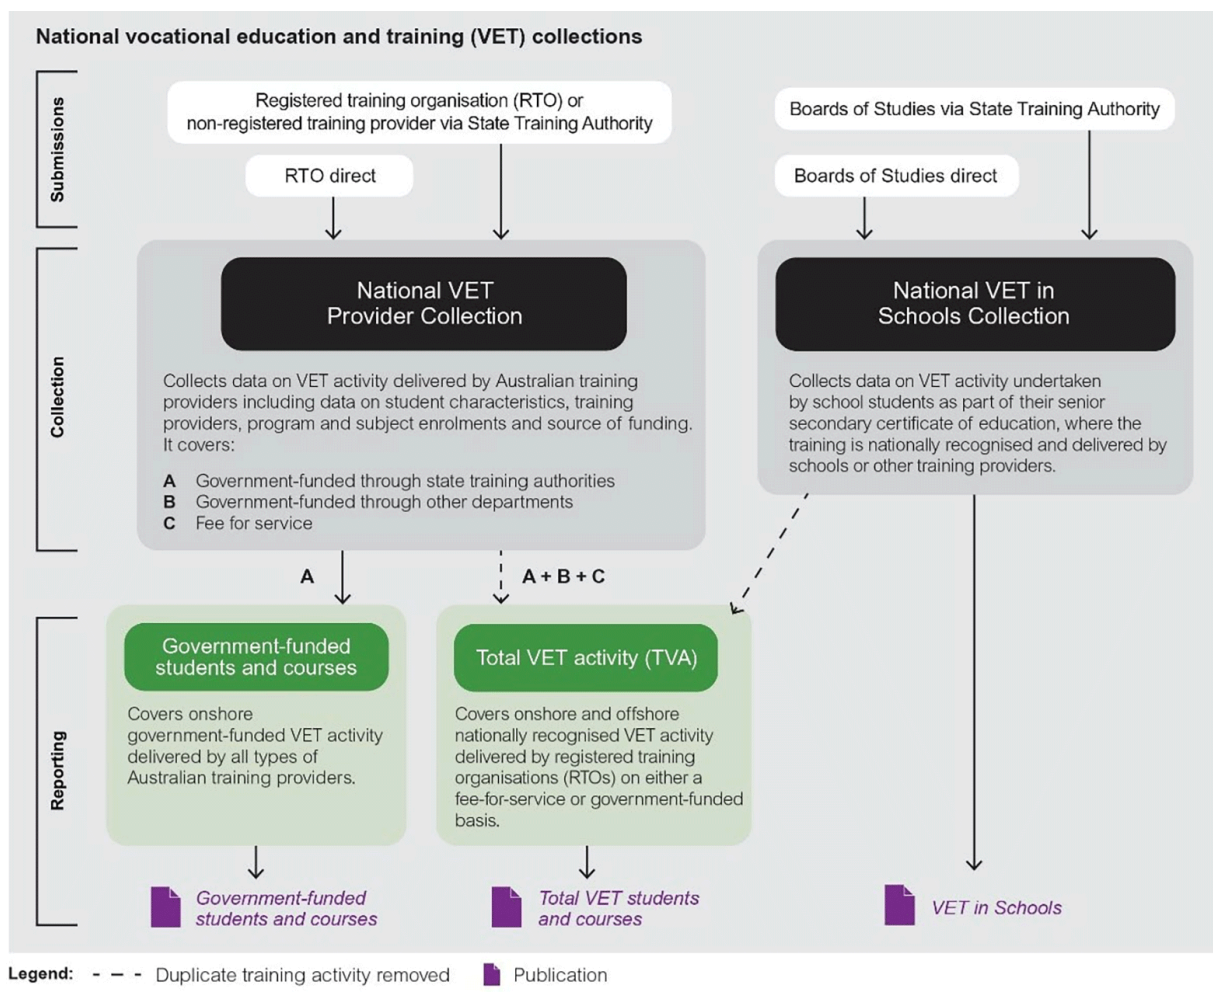 National vocational education and training (VET) collections
Submissions
Registered training organisation (RTO) or
non-registered training provider via State Training Authority
RTO direct
Boards of Studies via State Training Authority
Boards of Studies direct
Collection
National VET
Provider Collection
Collects data on VET activity delivered by Australian training
providers including data on student characteristics, training
providers, program and subject enrolments and source of funding.
It covers:
A Government-funded through state training authorities
B Government-funded through other departments
C Fee for service
National VET in
Schools Collection
Collects data on VET activity undertaken
by school students as part of their senior
secondary certificate of education, where the
training is nationally recognised and delivered by
schools or other training providers.
A
A + B + C
Reporting
Government-funded
students and courses
Covers onshore
government-funded VET activity
delivered by all types of
Australian training providers.
Total VET activity (TVA)
Covers onshore and offshore
nationally recognised VET activity
delivered by registered training
organisations (RTOs) on either a
fee-for-service or government-funded
basis.
Government-funded
students and courses
Total VET students
and courses
VET in Schools
Legend: Duplicate training activity removed Publication